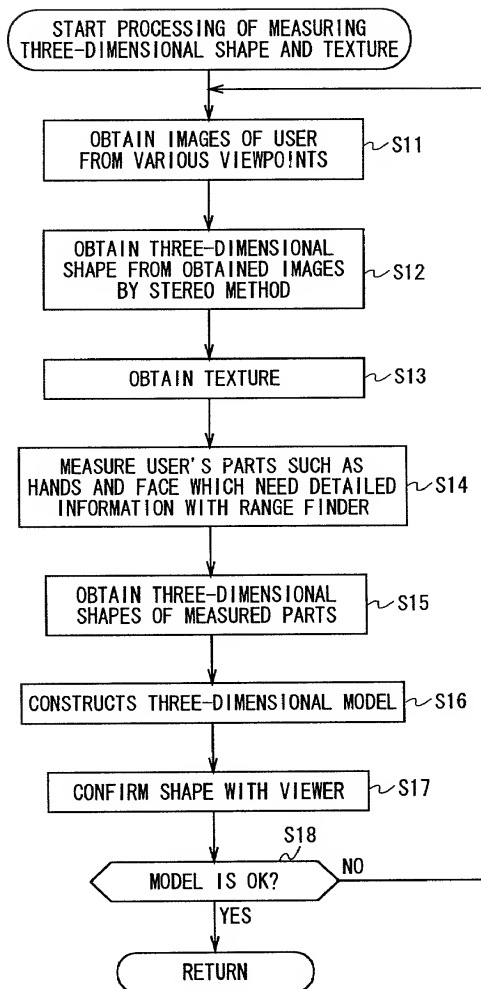 START PROCESSING OF MEASURING
THREE-DIMENSIONAL SHAPE AND TEXTURE
OBTAIN IMAGES OF USER
FROM VARIOUS VIEWPOINTS
S11
OBTAIN THREE-DIMENSIONAL
SHAPE FROM OBTAINED IMAGES
BY STEREO METHOD
S12
OBTAIN TEXTURE
S13
MEASURE USER'S PARTS SUCH AS
HANDS AND FACE WHICH NEED DETAILED
INFORMATION WITH RANGE FINDER
S14
OBTAIN THREE-DIMENSIONAL
SHAPES OF MEASURED PARTS
S15
CONSTRUCTS THREE-DIMENSIONAL MODEL
S16
CONFIRM SHAPE WITH VIEWER
S17
S18
MODEL IS OK?
NO
YES
RETURN